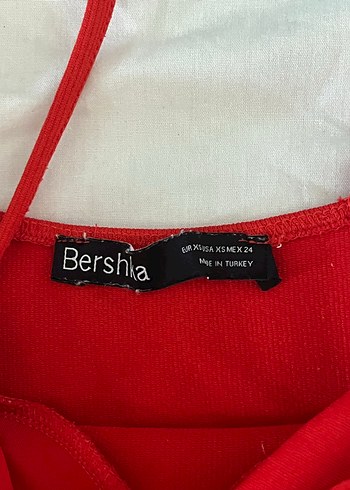 Bershka
EUR XS USA XS MEX 24
MADE IN TURKEY